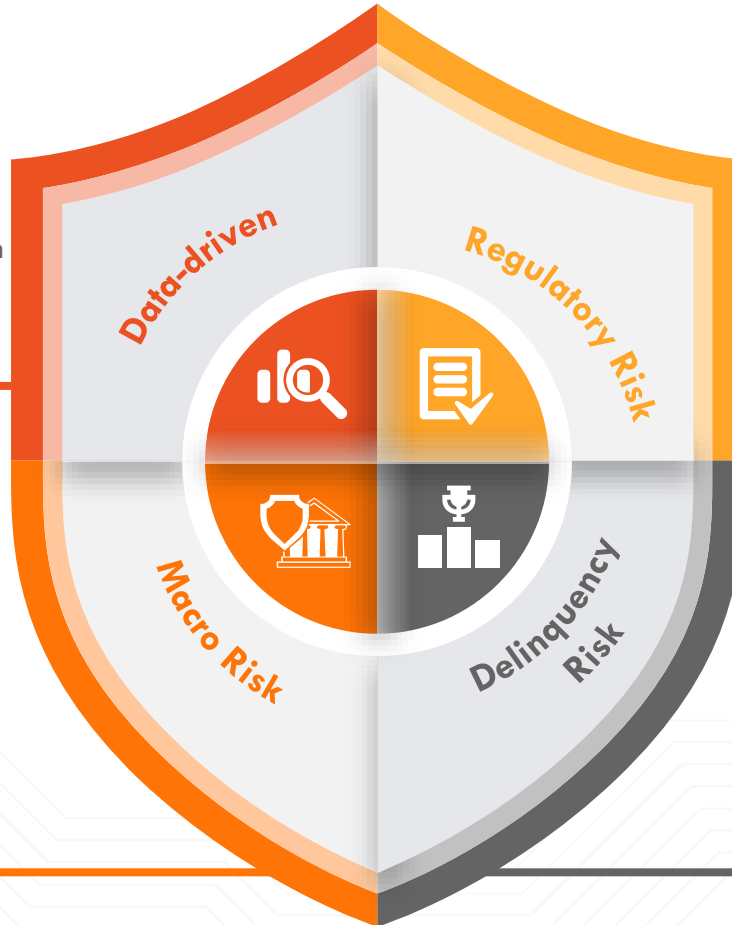 Data-driven
Regulatory Risk
Macro Risk
Delinquency
Risk